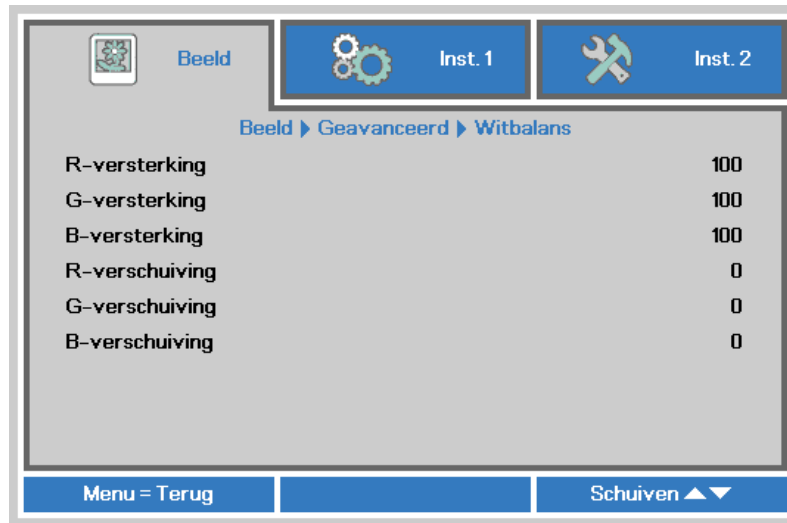 Beeld Inst. 1 Inst. 2
Beeld ▶ Geavanceerd ▶ Witbalans
R-versterking 100
G-versterking 100
B-versterking 100
R-verschuiving 0
G-verschuiving 0
B-verschuiving 0
Menu = Terug Schuiven ▲▼